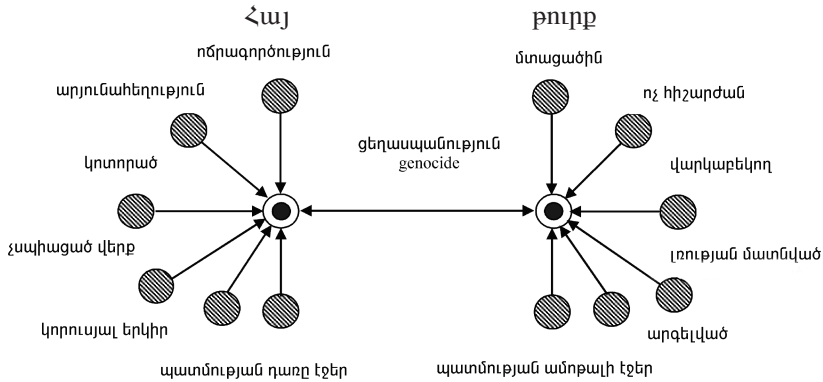 Հայ
թուրք
ոճրագործություն
մտացածին
արյունահեղություն
ոչ հիշարժան
ցեղասպանություն
genocide
կոտորած
վարկաբեկող
չսպիացած վերք
լռության մատնված
կորուսյալ երկիր
արգելված
պատմության դառը էջեր
պատմության ամոթալի էջեր